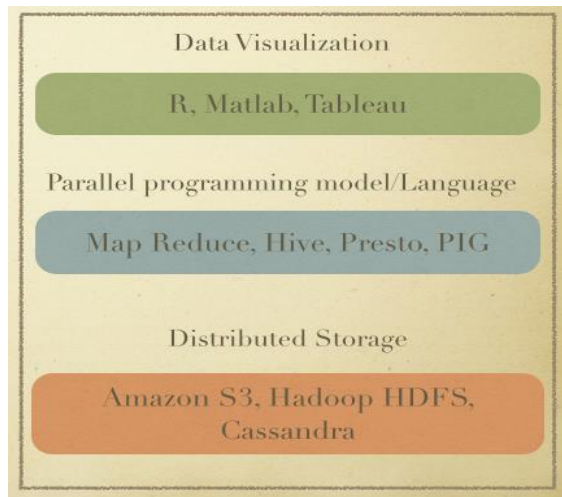 Data Visualization
R, Matlab, Tableau
Parallel programming model/Language
Map Reduce, Hive, Presto, PIG
Distributed Storage
Amazon S3, Hadoop HDFS,
Cassandra